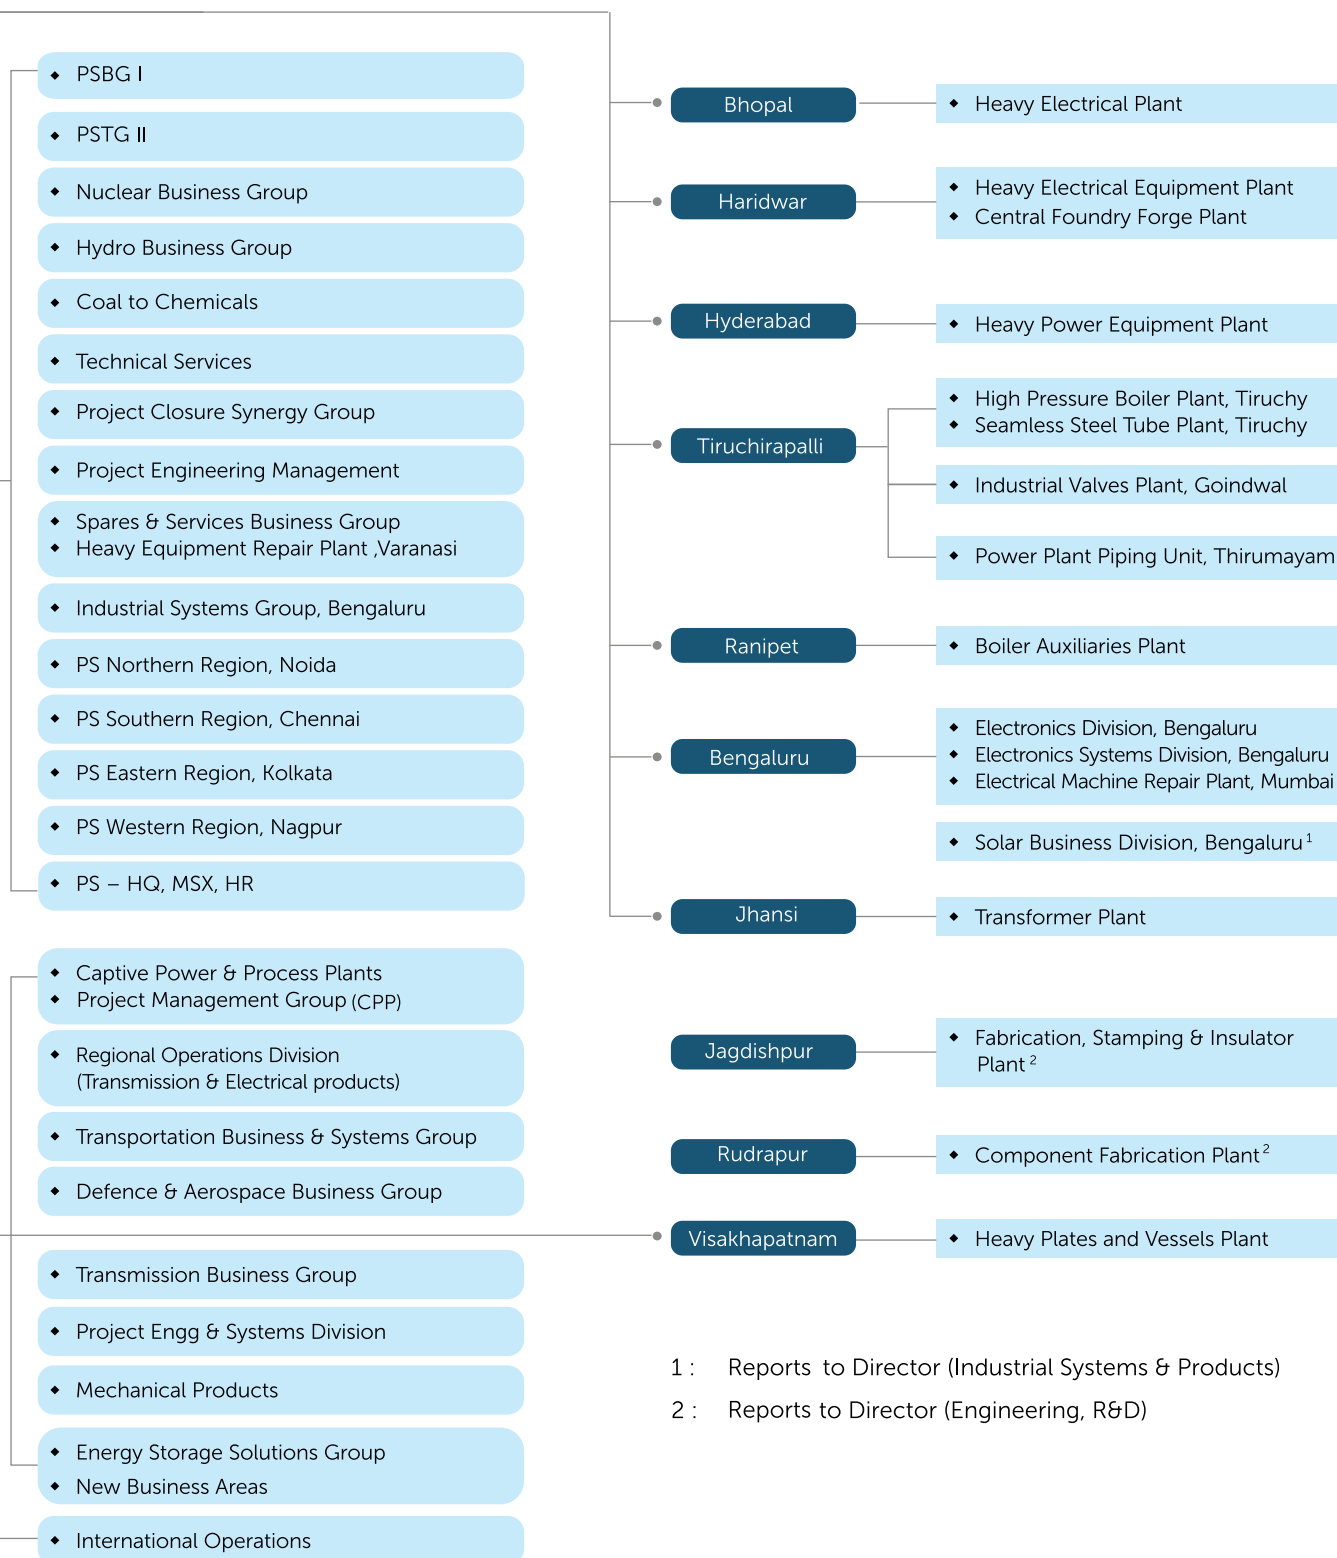 ◆ PSBG I
◆ PSTG II
◆ Nuclear Business Group
◆ Hydro Business Group
◆ Coal to Chemicals
◆ Technical Services
◆ Project Closure Synergy Group
◆ Project Engineering Management
◆ Spares & Services Business Group
◆ Heavy Equipment Repair Plant ,Varanasi
◆ Industrial Systems Group, Bengaluru
◆ PS Northern Region, Noida
◆ PS Southern Region, Chennai
◆ PS Eastern Region, Kolkata
◆ PS Western Region, Nagpur
◆ PS – HQ, MSX, HR
◆ Captive Power & Process Plants
◆ Project Management Group (CPP)
◆ Regional Operations Division
(Transmission & Electrical products)
◆ Transportation Business & Systems Group
◆ Defence & Aerospace Business Group
◆ Transmission Business Group
◆ Project Engg & Systems Division
◆ Mechanical Products
◆ Energy Storage Solutions Group
◆ New Business Areas
◆ International Operations
Bhopal
◆ Heavy Electrical Plant
Haridwar
◆ Heavy Electrical Equipment Plant
◆ Central Foundry Forge Plant
Hyderabad
◆ Heavy Power Equipment Plant
Tiruchirapalli
◆ High Pressure Boiler Plant, Tiruchy
◆ Seamless Steel Tube Plant, Tiruchy
◆ Industrial Valves Plant, Goindwal
◆ Power Plant Piping Unit, Thirumayam
Ranipet
◆ Boiler Auxiliaries Plant
Bengaluru
◆ Electronics Division, Bengaluru
◆ Electronics Systems Division, Bengaluru
◆ Electrical Machine Repair Plant, Mumbai
◆ Solar Business Division, Bengaluru 1
Jhansi
◆ Transformer Plant
Jagdishpur
◆ Fabrication, Stamping & Insulator
Plant 2
Rudrapur
◆ Component Fabrication Plant 2
Visakhapatnam
◆ Heavy Plates and Vessels Plant
1 : Reports to Director (Industrial Systems & Products)
2 : Reports to Director (Engineering, R&D)